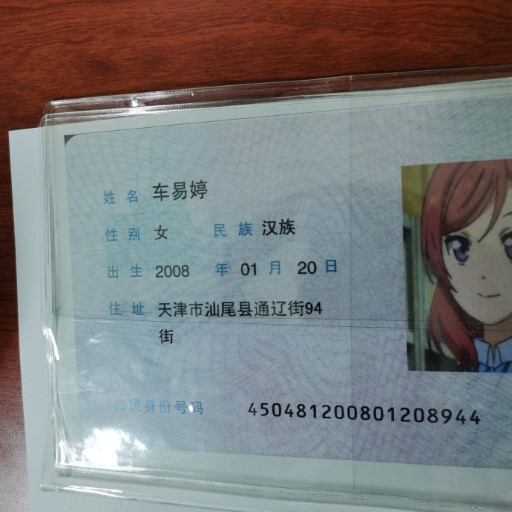 姓名 车易婷
性别 女 民族 汉族
出生 2008 年 01 月 20 日
住址 天津市汕尾县通辽街94
街
公民身份号码 450481200801208944